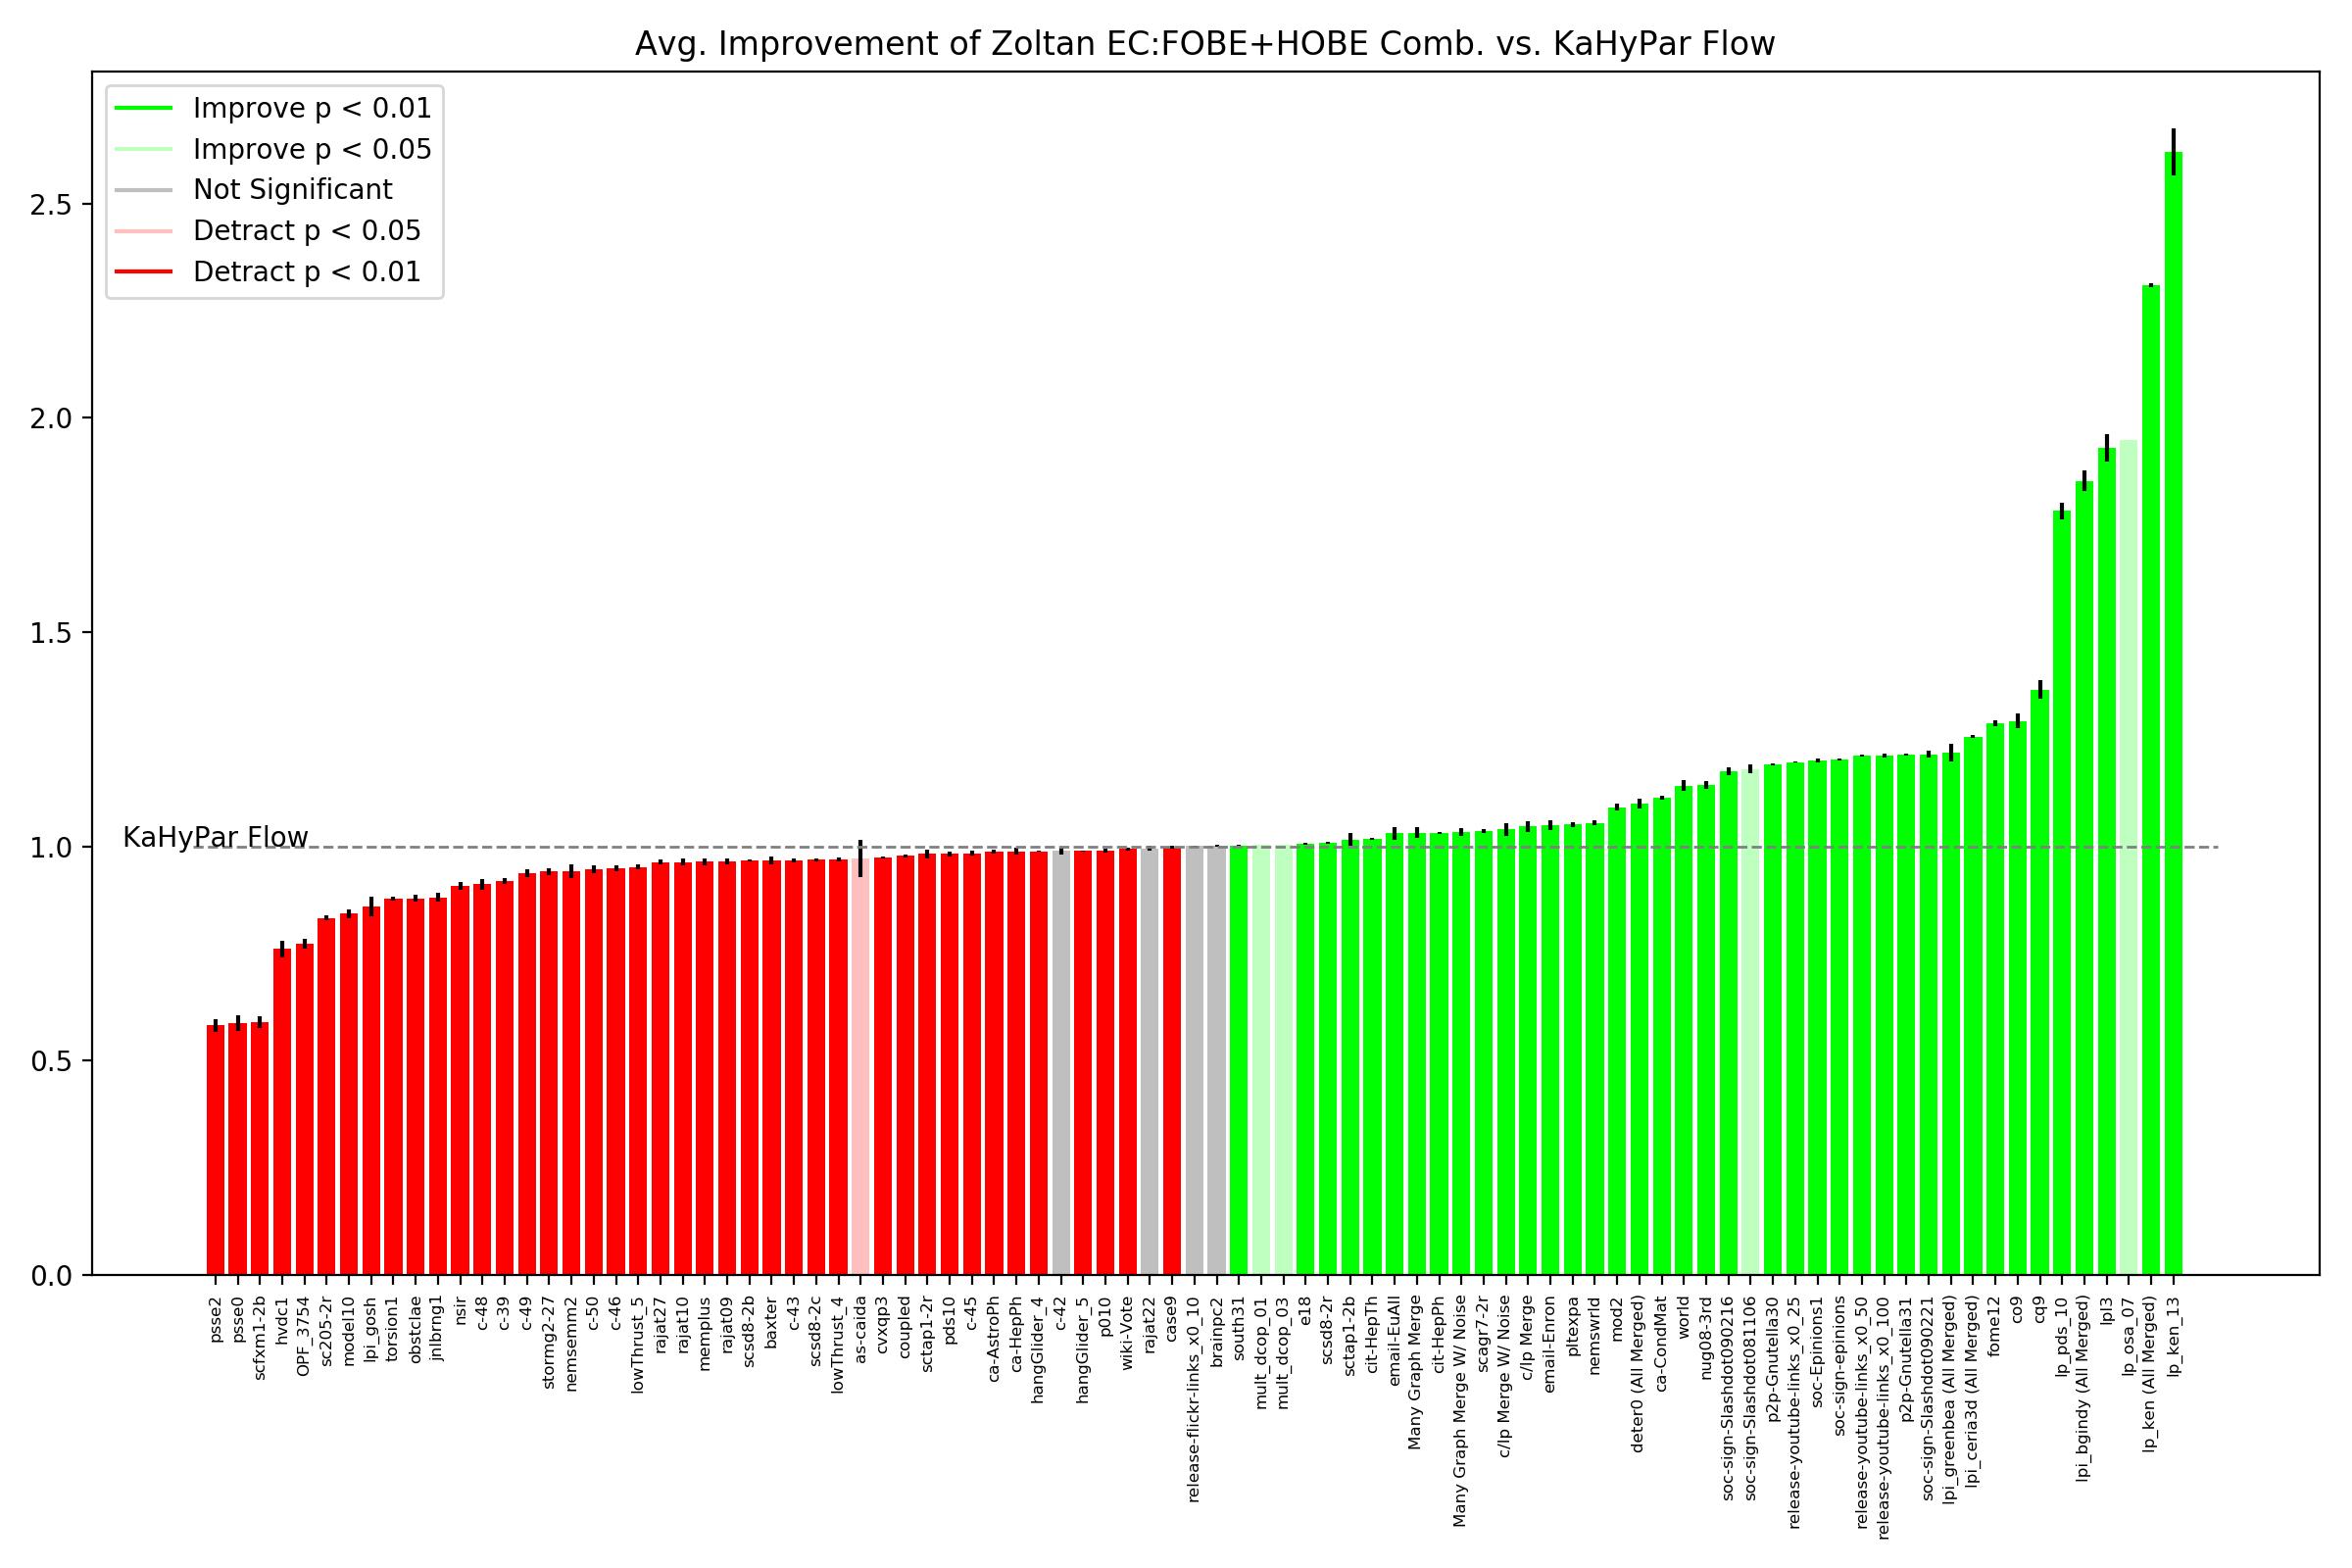 Avg. Improvement of Zoltan EC:FOBE+HOBE Comb. vs. KaHyPar Flow
Improve p < 0.01
Improve p < 0.05
Not Significant
Detract p < 0.05
Detract p < 0.01
2.5
2.0
1.5
1.0
0.5
0.0
KaHyPar Flow
psse2
psse0
scfxm1-2b
hvdc1
OPF_3754
sc205-2r
model10
lpi_gosh
torsion1
obstclae
jnlbrng1
nsir
c-48
c-39
c-49
stormg2-27
nemsemm2
c-50
c-46
lowThrust_5
rajat27
rajat10
memplus
rajat09
scsd8-2b
baxter
c-43
scsd8-2c
lowThrust_4
as-caida
cvxqp3
coupled
sctap1-2r
pds10
c-45
ca-AstroPh
ca-HepPh
hangGlider_4
c-42
hangGlider_5
p010
wiki-Vote
rajat22
case9
release-flickr-links_x0_10
brainpc2
south31
mult_dcop_01
mult_dcop_03
e18
scsd8-2r
sctap1-2b
cit-HepTh
email-EuAll
Many Graph Merge
cit-HepPh
Many Graph Merge W/ Noise
scagr7-2r
c/lp Merge W/ Noise
c/lp Merge
email-Enron
pltexpa
nemswrld
mod2
deter0 (All Merged)
ca-CondMat
world
nug08-3rd
soc-sign-Slashdot090216
soc-sign-Slashdot081106
p2p-Gnutella30
release-youtube-links_x0_25
soc-Epinions1
soc-sign-epinions
release-youtube-links_x0_50
release-youtube-links_x0_100
p2p-Gnutella31
soc-Slashdot090221
lpi_greenbea (All Merged)
lpi_ceria3d (All Merged)
fome12
co9
cq9
lp_pds_10
lpi_bgindy (All Merged)
lpl3
lp_osa_07
lp_ken (All Merged)
lp_ken_13